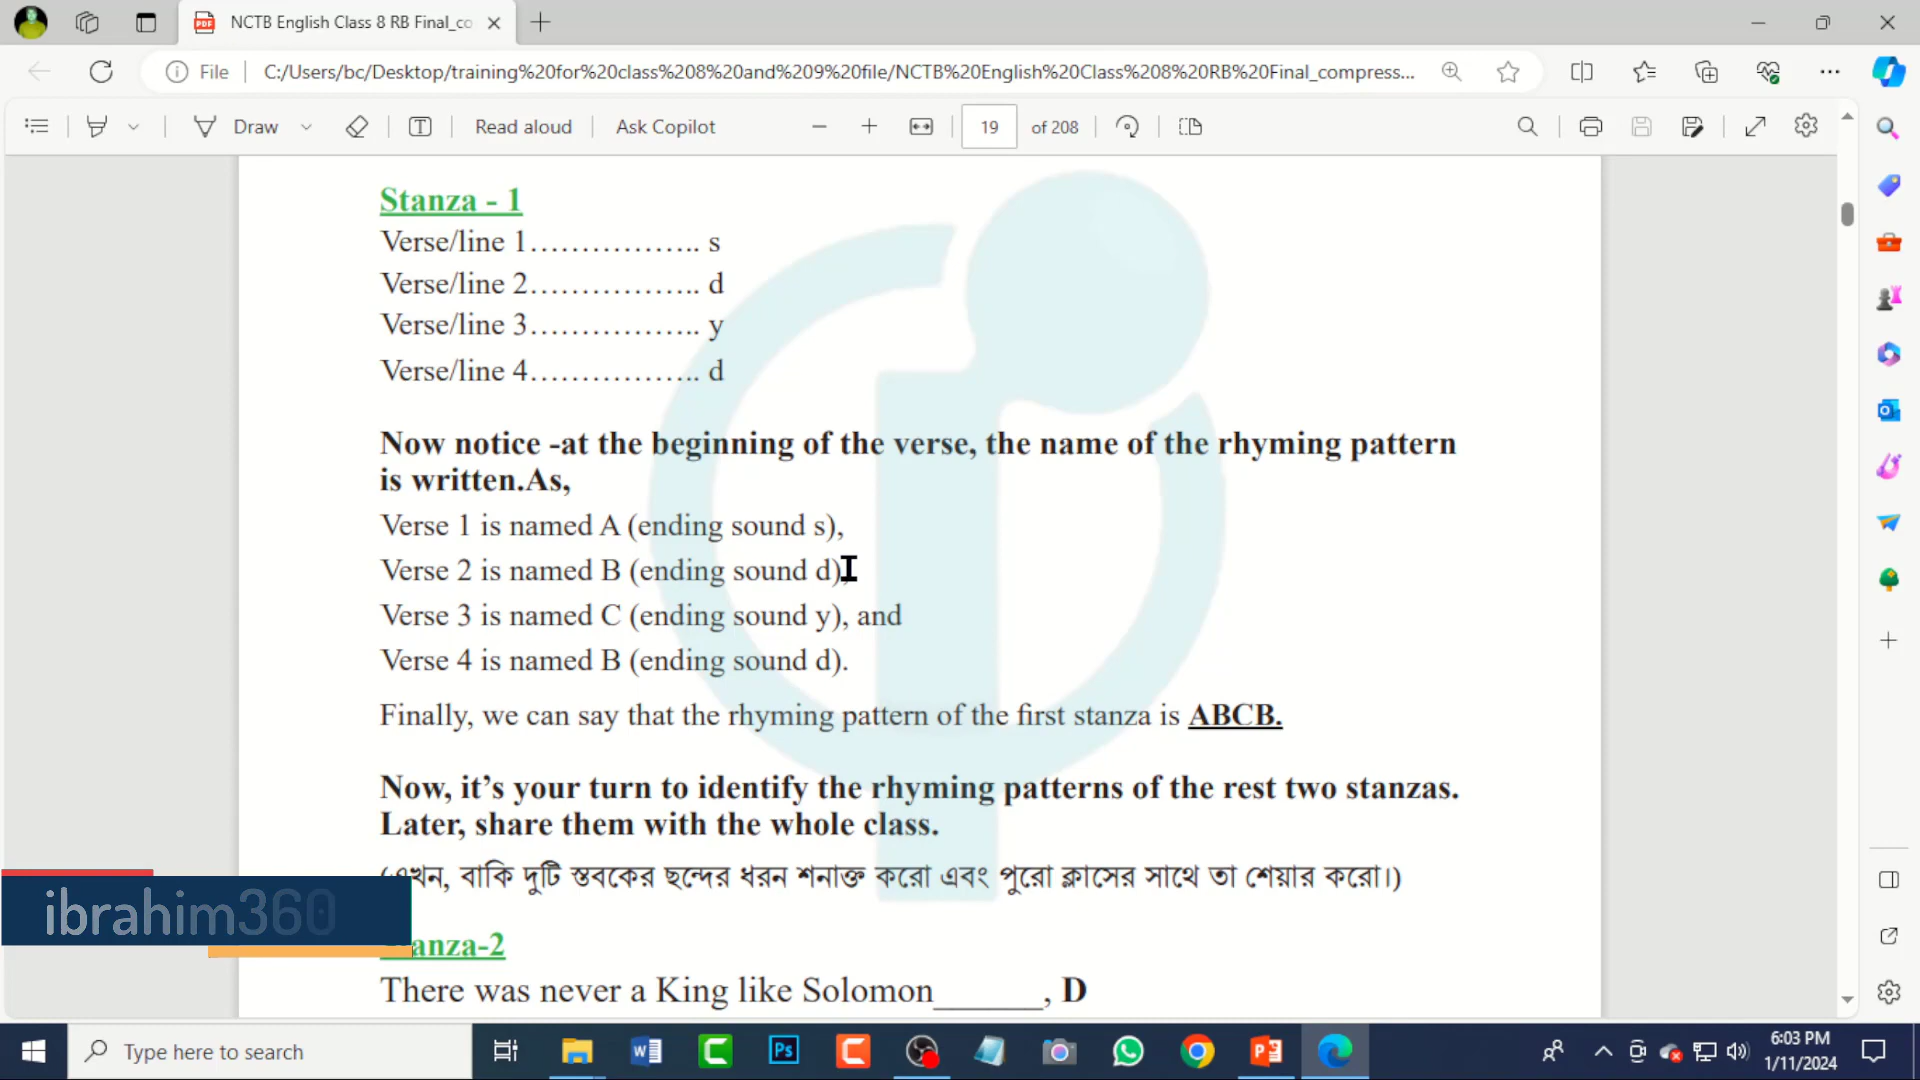 NCTB English Class 8 RB Final_co
File
C:/Users/bc/Desktop/training%20for%20class%208%20and%209%20file/NCTB%20English%20Class%208%20RB%20Final_compress...
Draw
Read aloud
Ask Copilot
19
of 208
Stanza - 1
Verse/line 1……………….. s
Verse/line 2……………….. d
Verse/line 3……………….. y
Verse/line 4……………….. d
Now notice -at the beginning of the verse, the name of the rhyming pattern
is written.As,
Verse 1 is named A (ending sound s),
Verse 2 is named B (ending sound d),
Verse 3 is named C (ending sound y), and
Verse 4 is named B (ending sound d).
Finally, we can say that the rhyming pattern of the first stanza is ABCB.
Now, it’s your turn to identify the rhyming patterns of the rest two stanzas.
Later, share them with the whole class.
(এখন, বাকি দুটি স্তবকের ছন্দের ধরন শনাক্ত করো এবং পুরো ক্লাসের সাথে তা শেয়ার করো।)
ibrahim360
anza-2
There was never a King like Solomon______, D
Type here to search
6:03 PM
1/11/2024